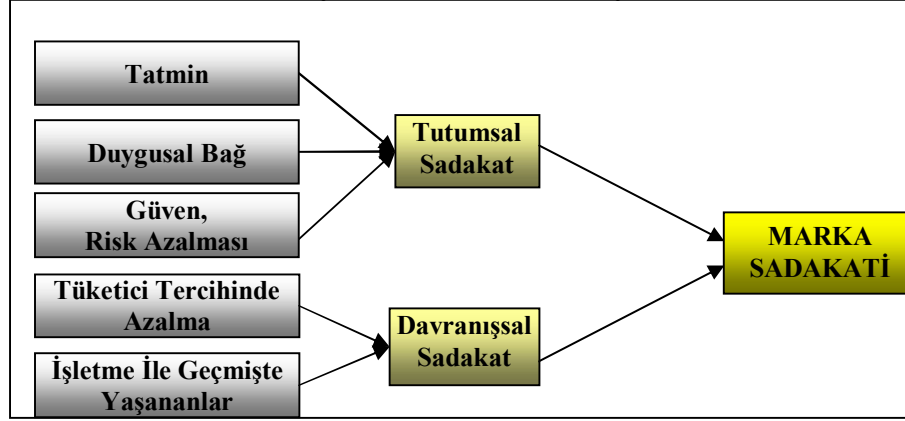 Tatmin
Duygusal Bağ
Güven,
Risk Azalması
Tüketici Tercihinde
Azalma
İşletme İle Geçmişte
Yaşananlar
Tutumsal
Sadakat
Davranışsal
Sadakat
MARKA
SADAKATİ